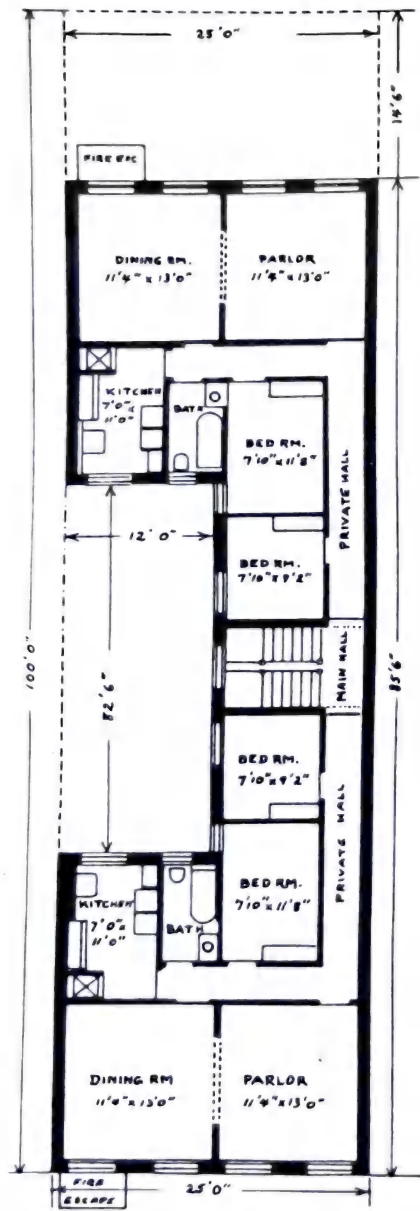 25'0"
14'6"
FIRE ESC
DINING RM.
11'4" x 13'0"
PARLOR
11'4" x 13'0"
KITCHEN
7'0" x
11'0"
BATH
BED RM.
7'10" x 11'8"
PRIVATE HALL
12'0"
BED RM.
7'10" x 9'2"
100'0"
32'6"
MAIN HALL
85'6"
BED RM.
7'10" x 9'2"
PRIVATE HALL
BED RM.
7'10" x 11'8"
KITCHEN
7'0" x
11'0"
BATH
DINING RM
11'4" x 13'0"
PARLOR
11'4" x 13'0"
FIRE
ESCAPE
25'0"